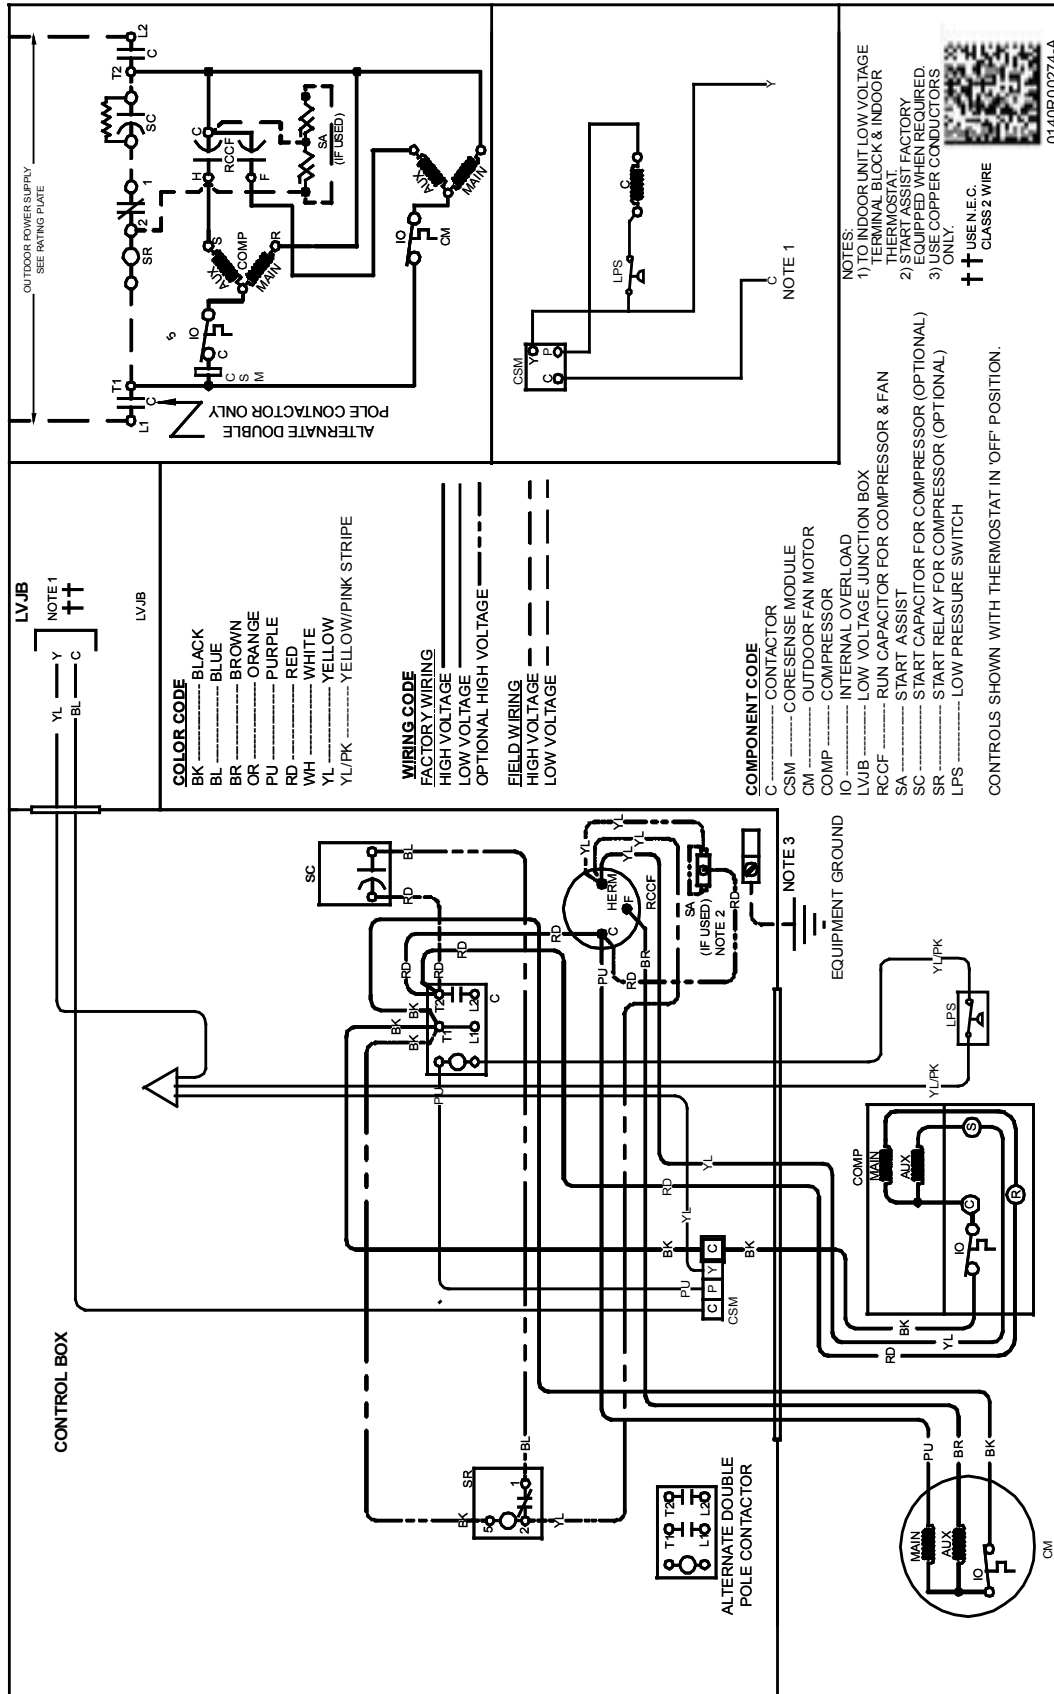 CONTROL BOX
LVJB
NOTE 1
††
YL
Y
BL
C
LVJB
COLOR CODE
BK ---------- BLACK
BL ---------- BLUE
BR ---------- BROWN
OR ---------- ORANGE
PU ---------- PURPLE
RD ---------- RED
WH ---------- WHITE
YL ---------- YELLOW
YL/PK ---------- YELLOW/PINK STRIPE
WIRING CODE
FACTORY WIRING
HIGH VOLTAGE
LOW VOLTAGE
OPTIONAL HIGH VOLTAGE
FIELD WIRING
HIGH VOLTAGE
LOW VOLTAGE
COMPONENT CODE
C ---------- CONTACTOR
CSM ---------- CORESENSE MODULE
CM ---------- OUTDOOR FAN MOTOR
COMP ---------- COMPRESSOR
IO ---------- INTERNAL OVERLOAD
LVJB ---------- LOW VOLTAGE JUNCTION BOX
RCCF ---------- RUN CAPACITOR FOR COMPRESSOR & FAN
SA ---------- START ASSIST
SC ---------- START CAPACITOR FOR COMPRESSOR (OPTIONAL)
SR ---------- START RELAY FOR COMPRESSOR (OPTIONAL)
LPS ---------- LOW PRESSURE SWITCH
CONTROLS SHOWN WITH THERMOSTAT IN 'OFF' POSITION.
OUTDOOR POWER SUPPLY
SEE RATING PLATE
L1
C
T1
SR
2
1
SC
T2
C
L2
ALTERNATE DOUBLE
POLE CONTACTOR ONLY
C
S
M
C
IO
5
AUX
S
COMP
MAIN
R
H
C
RCCF
F
SA
(IF USED)
IO
CM
AUX
MAIN
CSM
Y
C
P
LPS
C
C
Y
NOTE 1
NOTES:
1) TO INDOOR UNIT LOW VOLTAGE
TERMINAL BLOCK & INDOOR
THERMOSTAT.
2) START ASSIST FACTORY
EQUIPPED WHEN REQUIRED.
3) USE COPPER CONDUCTORS
ONLY.
†† USE N.E.C.
CLASS 2 WIRE
0140R00274-A
SC
RD
BL
RD
RD
RD
RD
BK
BK
BK
T2
L2
T1
L1
C
PU
HERM
F
C
RCCF
YL
YL
YL
YL
SA
(IF USED)
NOTE 2
RD
PU
BR
RD
NOTE 3
EQUIPMENT GROUND
YL/PK
LPS
YL/PK
YL
RD
YL
BK
BK
PU
C
P
Y
C
CSM
COMP
MAIN
AUX
S
C
R
IO
BK
YL
RD
SR
BL
1
2
5
BK
YL
T1
T2
L1
L2
ALTERNATE DOUBLE
POLE CONTACTOR
PU
BR
BK
MAIN
AUX
IO
CM